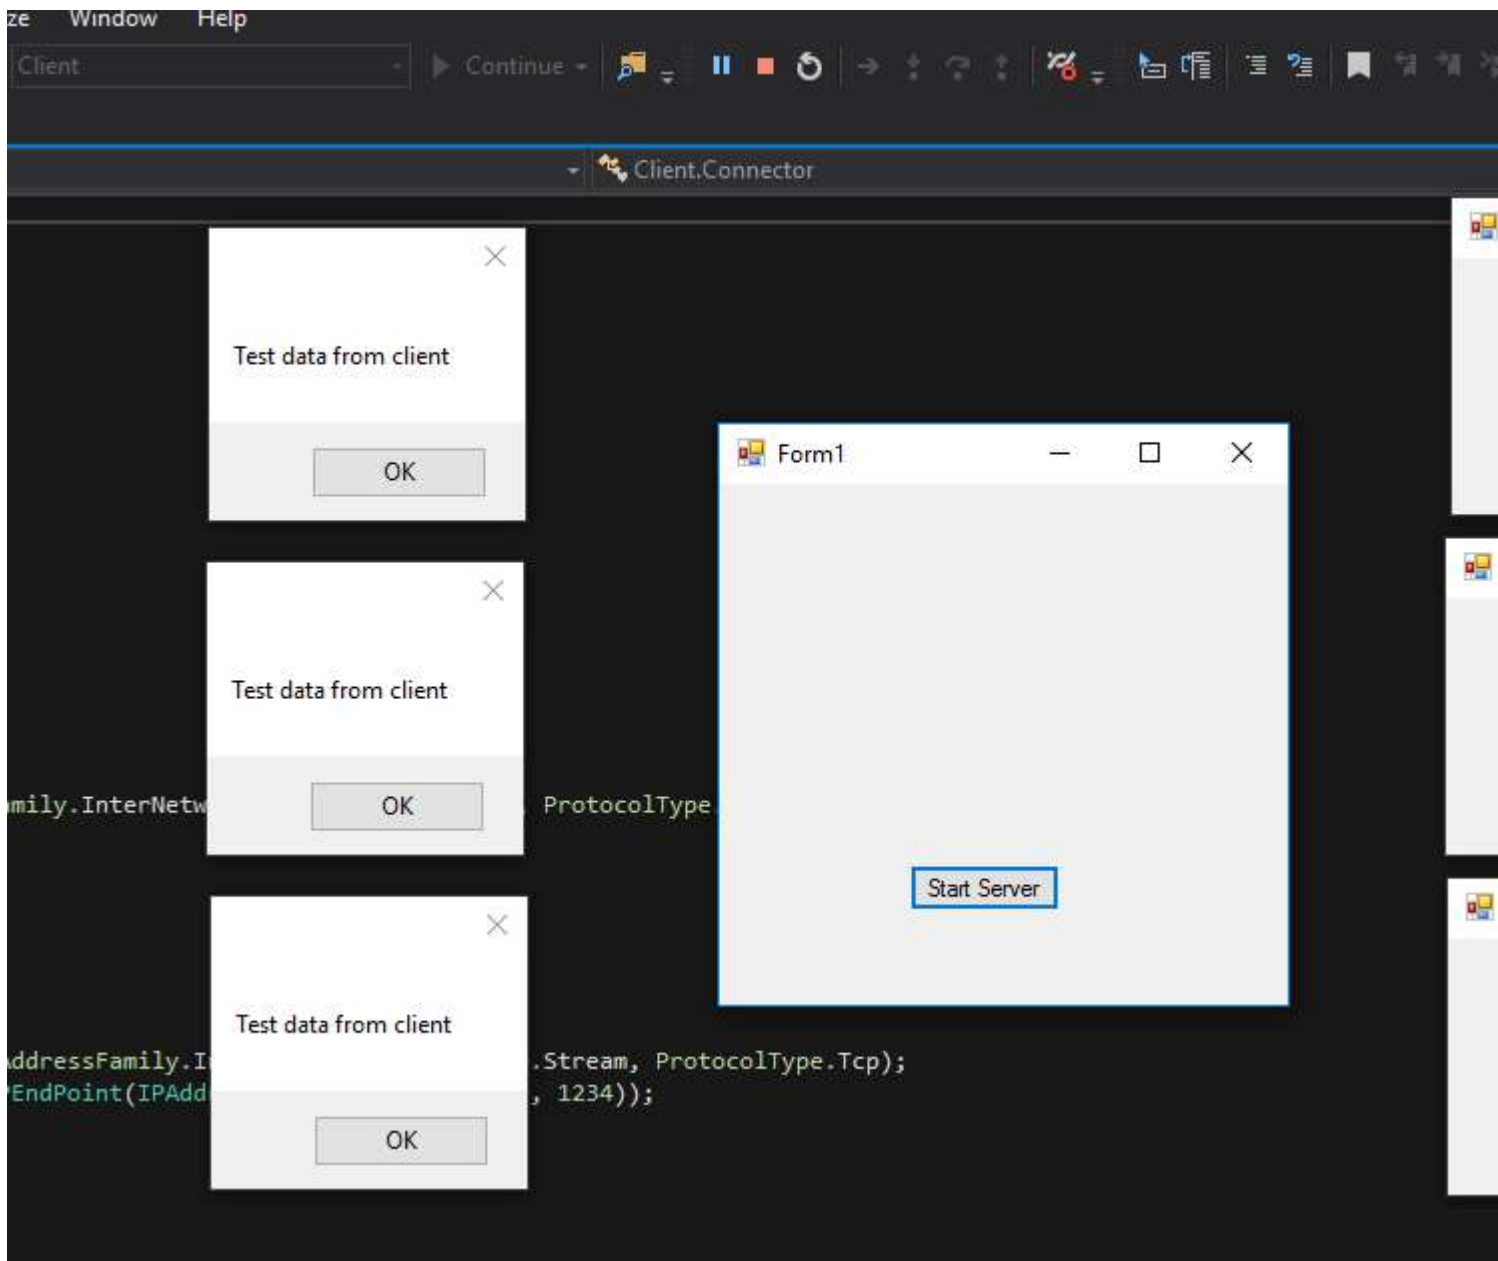 ze Window Help
Client Continue
Client.Connector
Test data from client
OK
Form1
Test data from client
mily.InterNetw OK , ProtocolType.
Start Server
Test data from client
AddressFamily.I .Stream, ProtocolType.Tcp);
EndPoint(IPAdd , 1234));
OK